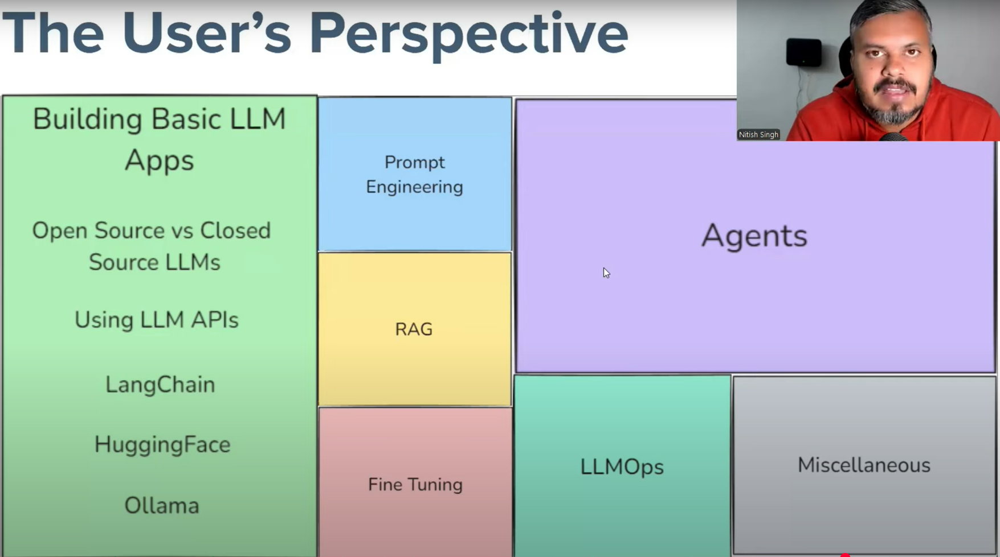 The User's Perspective
Nitish Singh
Building Basic LLM
Apps
Open Source vs Closed
Source LLMs
Using LLM APIs
LangChain
HuggingFace
Ollama
Prompt
Engineering
RAG
Fine Tuning
Agents
LLMOps
Miscellaneous